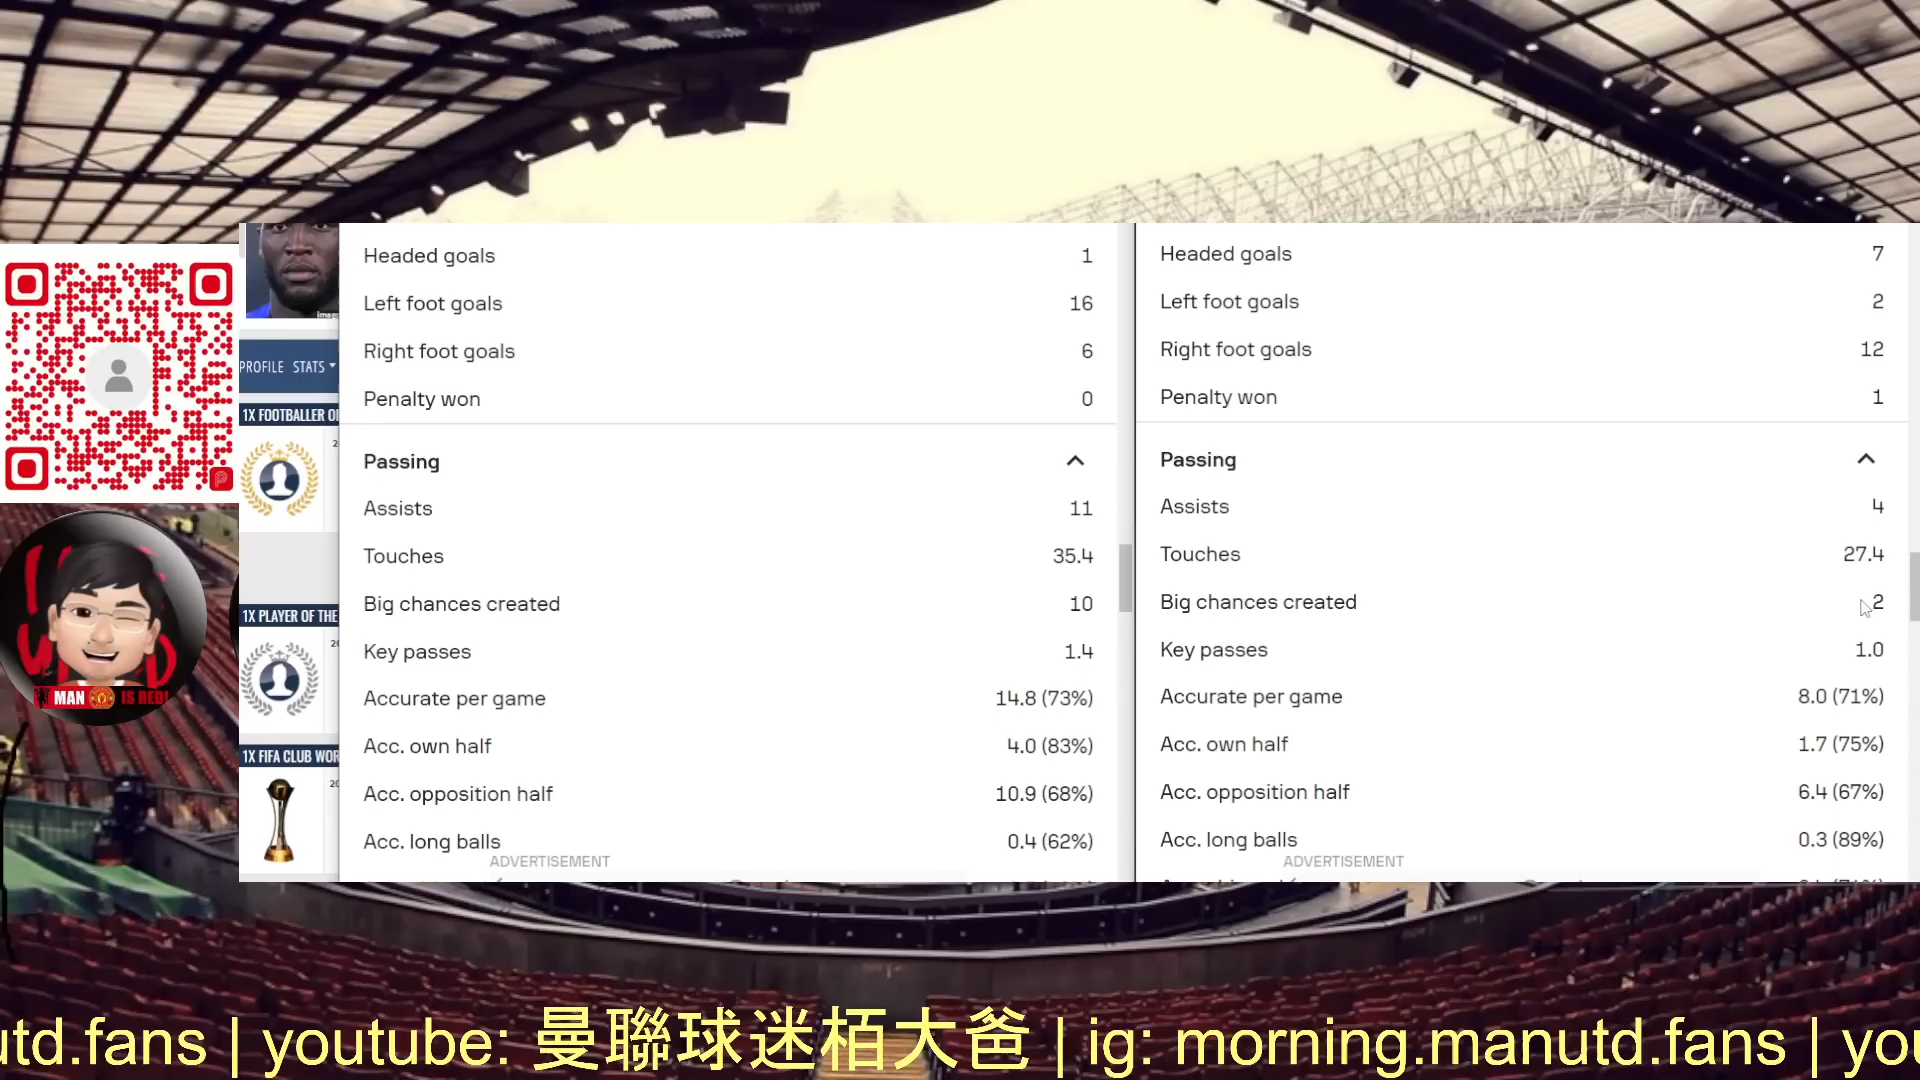 Headed goals 1
Left foot goals 16
Right foot goals 6
Penalty won 0
Passing
Assists 11
Touches 35.4
Big chances created 10
Key passes 1.4
Accurate per game 14.8 (73%)
Acc. own half 4.0 (83%)
Acc. opposition half 10.9 (68%)
Acc. long balls 0.4 (62%)
ADVERTISEMENT
Headed goals 7
Left foot goals 2
Right foot goals 12
Penalty won 1
Passing
Assists 4
Touches 27.4
Big chances created 2
Key passes 1.0
Accurate per game 8.0 (71%)
Acc. own half 1.7 (75%)
Acc. opposition half 6.4 (67%)
Acc. long balls 0.3 (89%)
ADVERTISEMENT
PROFILE STATS
1X FOOTBALLER O
1X PLAYER OF THE
1X FIFA CLUB WOR
MAN IS RED!
utd.fans | youtube: 曼聯球迷栢大爸 | ig: morning.manutd.fans | you